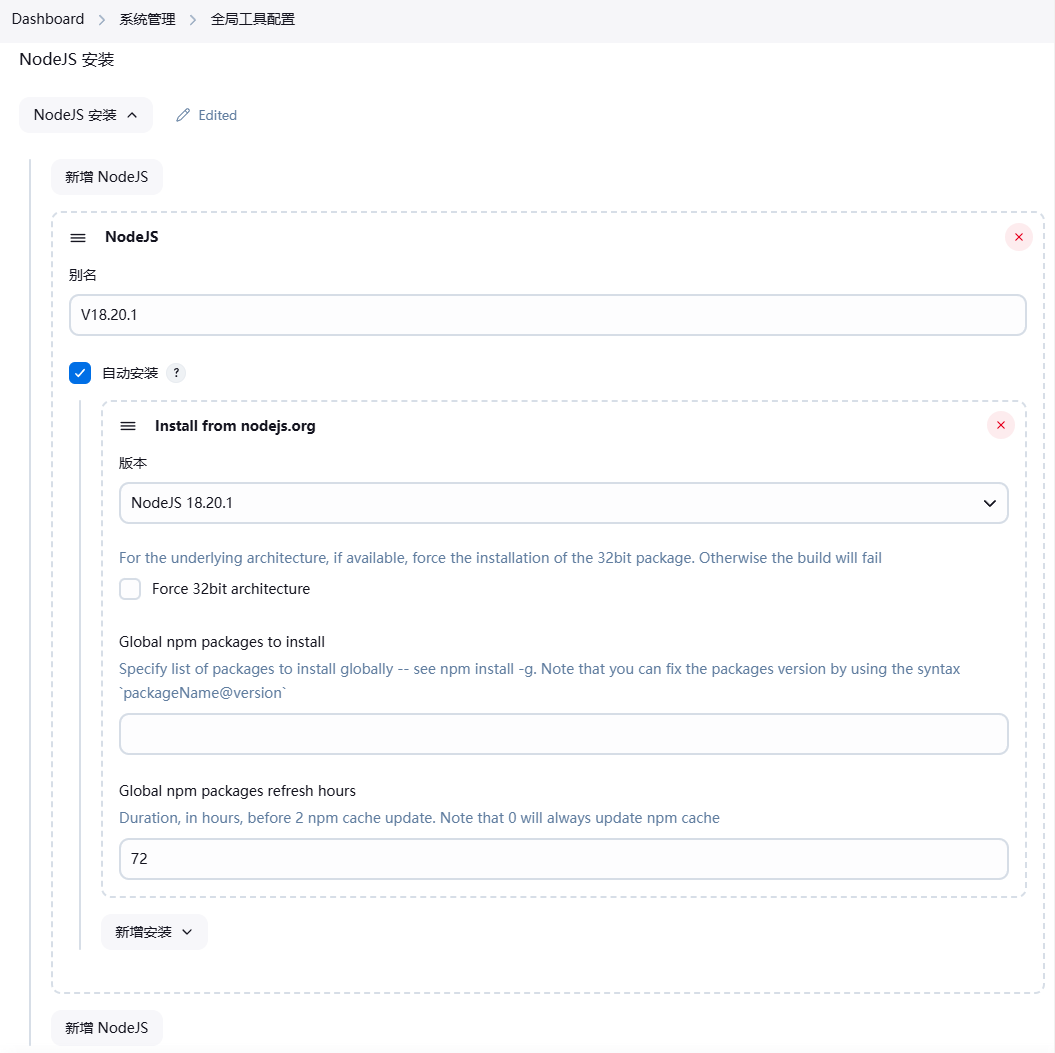 Dashboard > 系统管理 > 全局工具配置
NodeJS 安装
NodeJS 安装
Edited
新增 NodeJS
NodeJS
别名
V18.20.1
自动安装 ?
Install from nodejs.org
版本
NodeJS 18.20.1
For the underlying architecture, if available, force the installation of the 32bit package. Otherwise the build will fail
Force 32bit architecture
Global npm packages to install
Specify list of packages to install globally -- see npm install -g. Note that you can fix the packages version by using the syntax
`packageName@version`
Global npm packages refresh hours
Duration, in hours, before 2 npm cache update. Note that 0 will always update npm cache
72
新增安装
新增 NodeJS